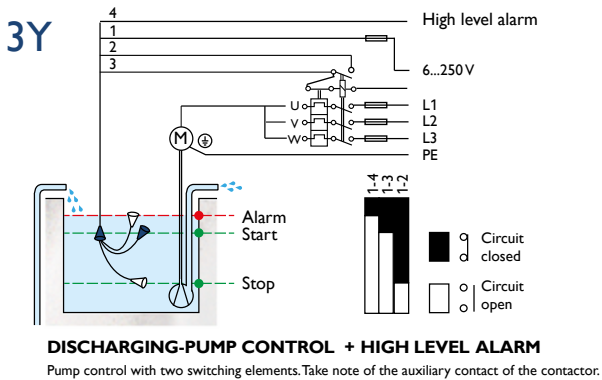 3Y
4
High level alarm
1
2
3
6...250 V
U
L1
V
L2
W
L3
M
PE
1-4
1-3
1-2
Alarm
Start
Stop
Circuit
closed
Circuit
open
DISCHARGING-PUMP CONTROL + HIGH LEVEL ALARM
Pump control with two switching elements. Take note of the auxiliary contact of the contactor.